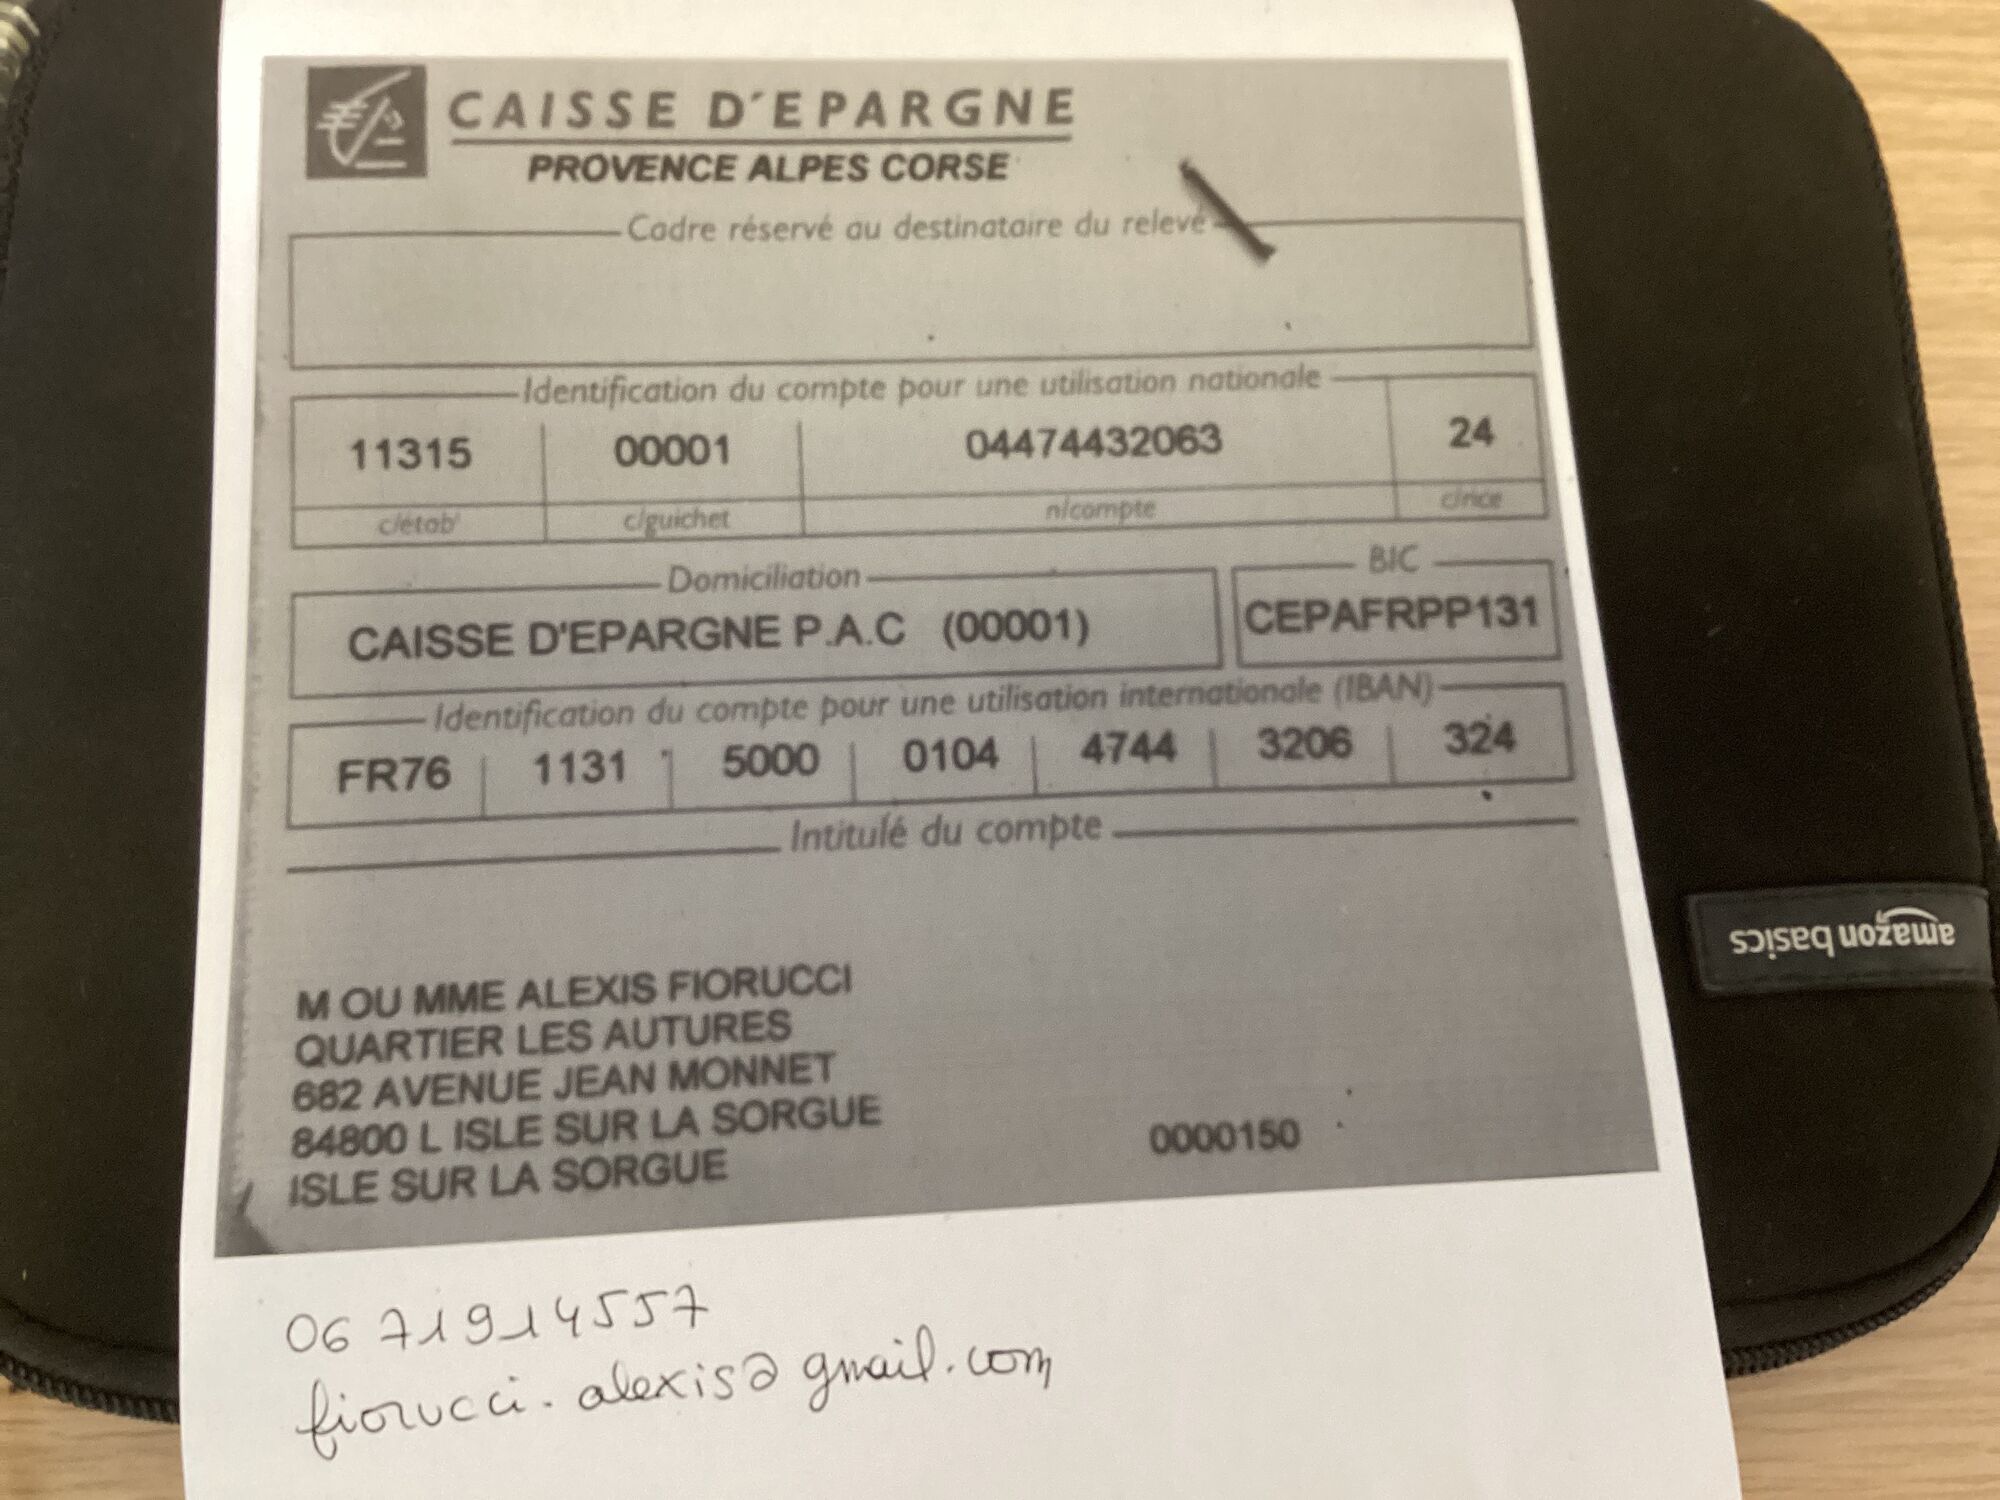 CAISSE D'EPARGNE
PROVENCE ALPES CORSE
Cadre réservé au destinataire du relevé
Identification du compte pour une utilisation nationale
11315 00001 04474432063 24
c/étab' c/guichet n/compte c/rice
Domiciliation BIC
CAISSE D'EPARGNE P.A.C (00001) CEPAFRPP131
Identification du compte pour une utilisation internationale (IBAN)
FR76 1131 5000 0104 4744 3206 324
Intitulé du compte
M OU MME ALEXIS FIORUCCI
QUARTIER LES AUTURES
682 AVENUE JEAN MONNET
84800 L ISLE SUR LA SORGUE
ISLE SUR LA SORGUE 0000150
06 71914557
fiorucci.alexis@gmail.com
amazon basics